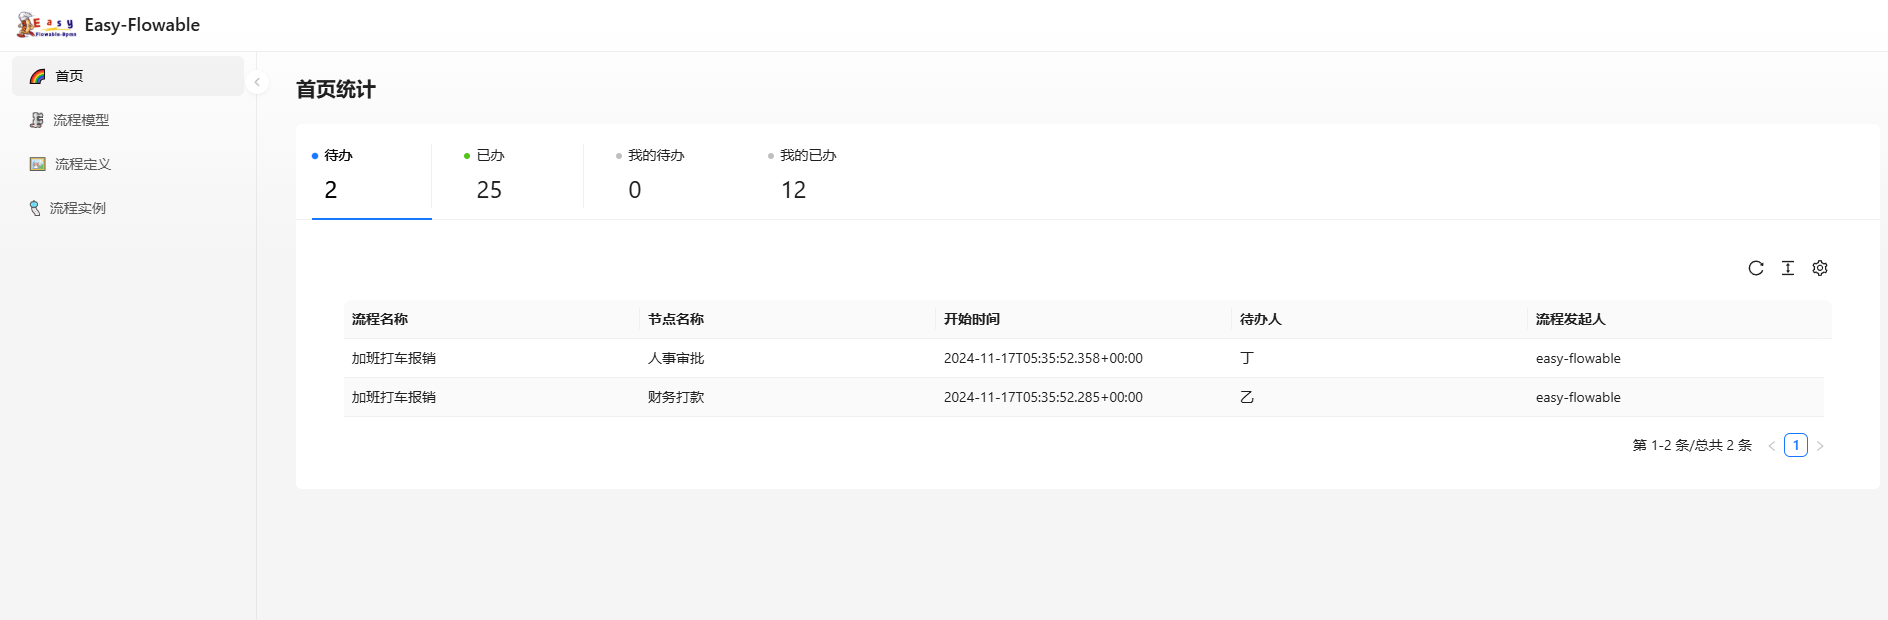 Easy
Flowable-Bpmn
Easy-Flowable
首页
流程模型
流程定义
流程实例
首页统计
待办
已办
我的待办
我的已办
2
25
0
12
流程名称 节点名称 开始时间 待办人 流程发起人
加班打车报销 人事审批 2024-11-17T05:35:52.358+00:00 丁 easy-flowable
加班打车报销 财务打款 2024-11-17T05:35:52.285+00:00 乙 easy-flowable
第 1-2 条/总共 2 条 1